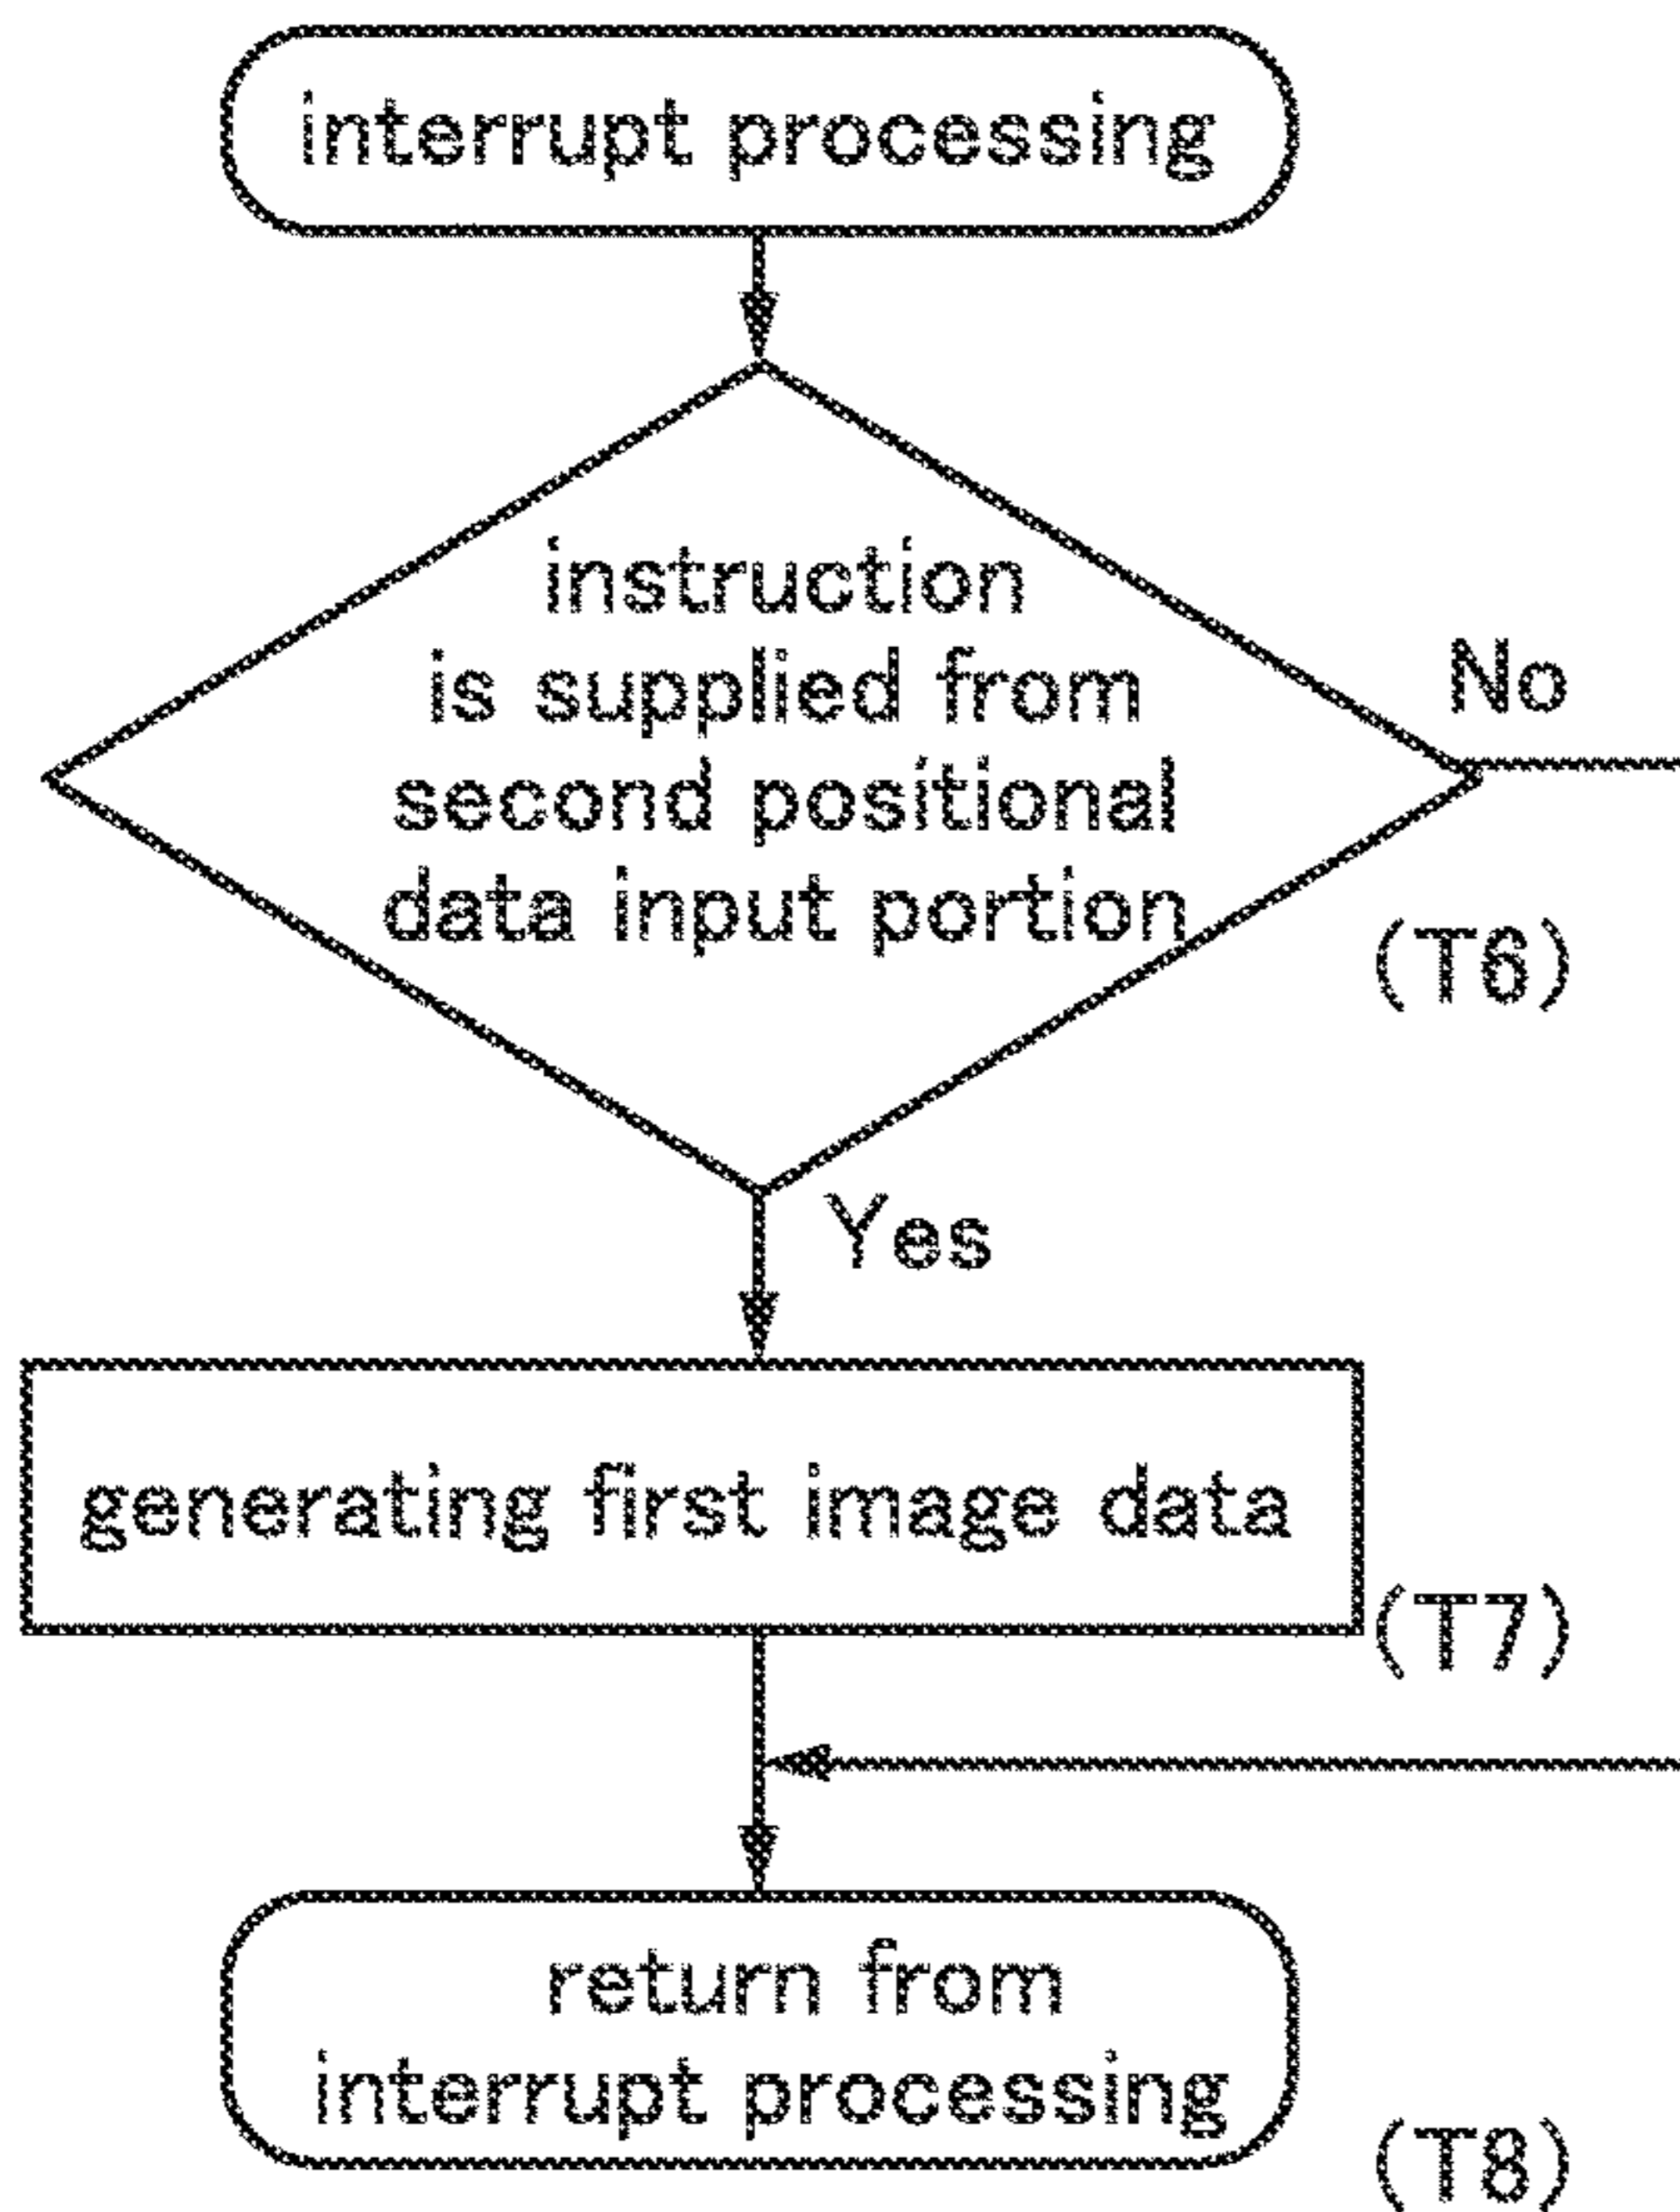 interrupt processing
instruction
is supplied from
second positional
data input portion
No
(T6)
Yes
generating first image data
(T7)
return from
interrupt processing
(T8)